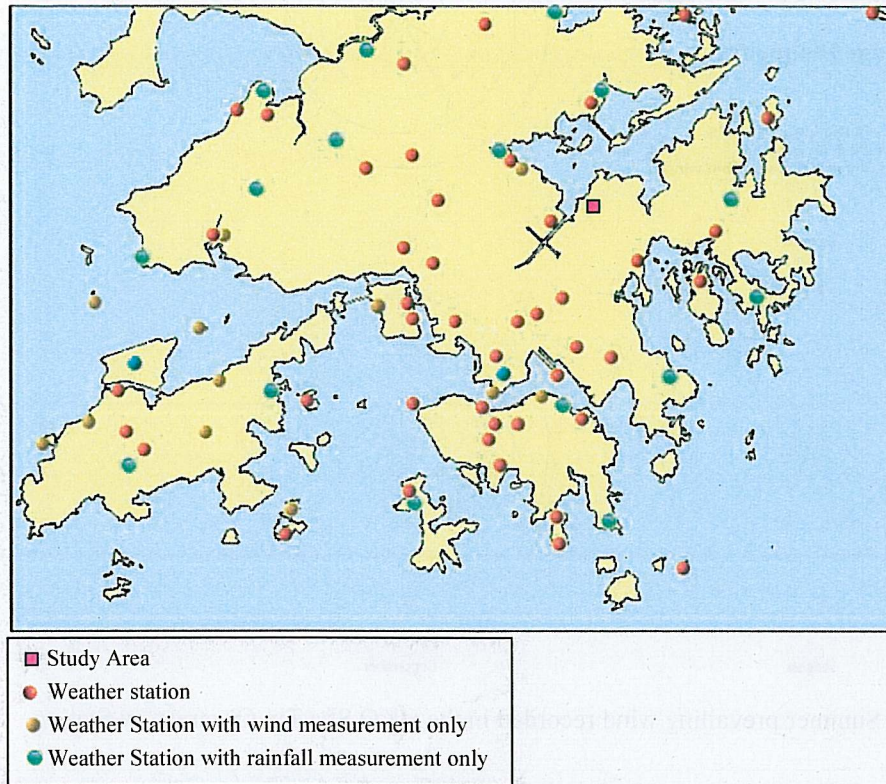 Study Area
Weather station
Weather Station with wind measurement only
Weather Station with rainfall measurement only